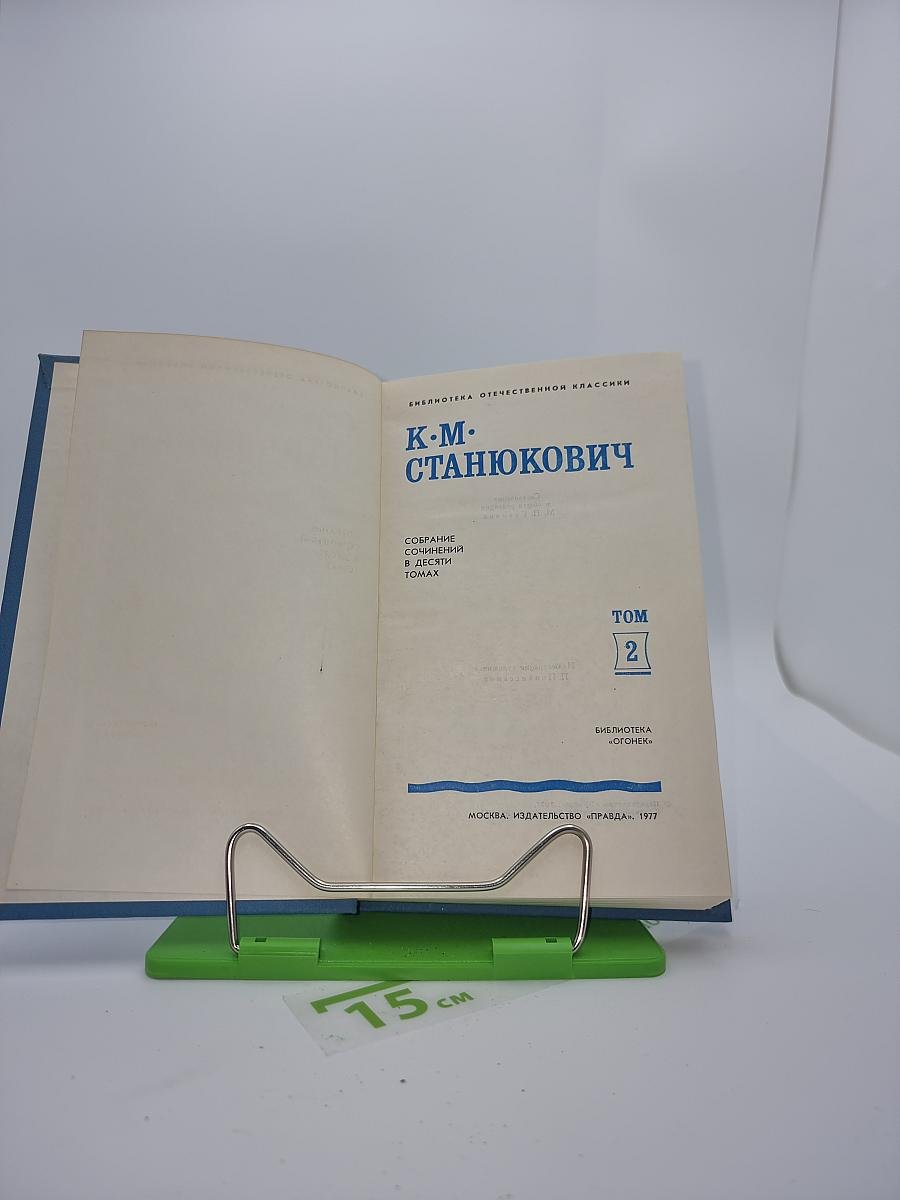 БИБЛИОТЕКА ОТЕЧЕСТВЕННОЙ КЛАССИКИ
К·М·
СТАНЮКОВИЧ
СОБРАНИЕ
СОЧИНЕНИЙ
В ДЕСЯТИ
ТОМАХ
ТОМ
2
БИБЛИОТЕКА
«ОГОНЕК»
МОСКВА. ИЗДАТЕЛЬСТВО «ПРАВДА». 1977
15 см